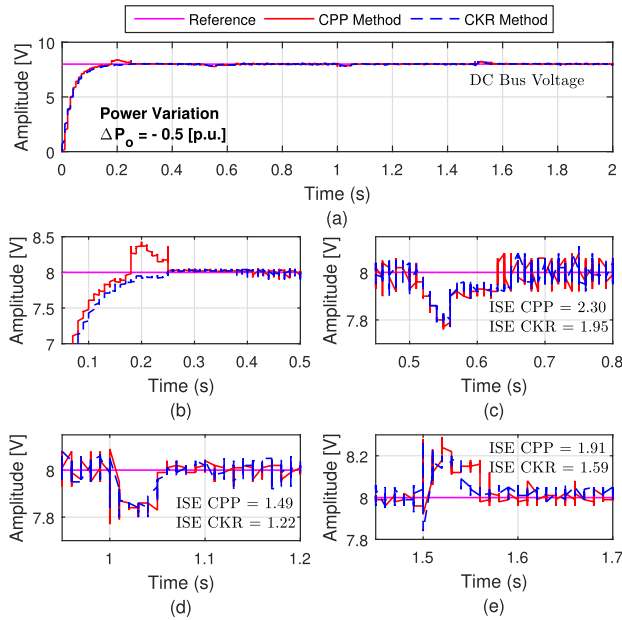 Reference CPP Method CKR Method
Amplitude [V]
10
5
0
DC Bus Voltage
Power Variation
ΔPo = - 0.5 [p.u.]
0 0.2 0.4 0.6 0.8 1 1.2 1.4 1.6 1.8 2
Time (s)
(a)
Amplitude [V]
8.5
8
7.5
7
0.1 0.2 0.3 0.4 0.5
Time (s)
(b)
Amplitude [V]
8
7.8
ISE CPP = 2.30
ISE CKR = 1.95
0.4 0.5 0.6 0.7 0.8
Time (s)
(c)
Amplitude [V]
8
7.8
ISE CPP = 1.49
ISE CKR = 1.22
1 1.1 1.2
Time (s)
(d)
Amplitude [V]
8.2
8
7.8
ISE CPP = 1.91
ISE CKR = 1.59
1.5 1.6 1.7
Time (s)
(e)